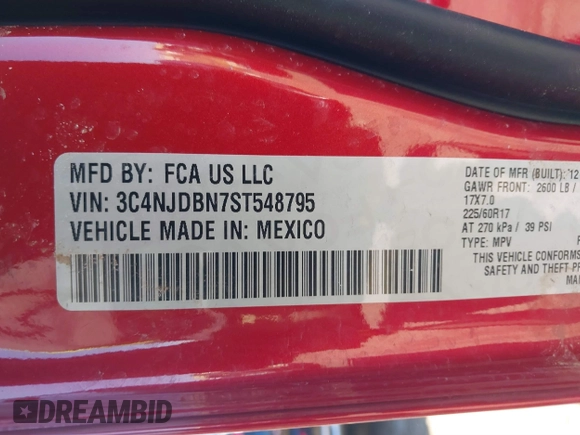 MFD BY: FCA US LLC
VIN: 3C4NJDBN7ST548795
VEHICLE MADE IN: MEXICO
DATE OF MFR (BUILT): 12
GAWR FRONT: 2600 LB /
17X7.0
225/60R17
AT 270 kPa / 39 PSI
TYPE: MPV
THIS VEHICLE CONFORMS
SAFETY AND THEFT PR
MAN
DREAMBID